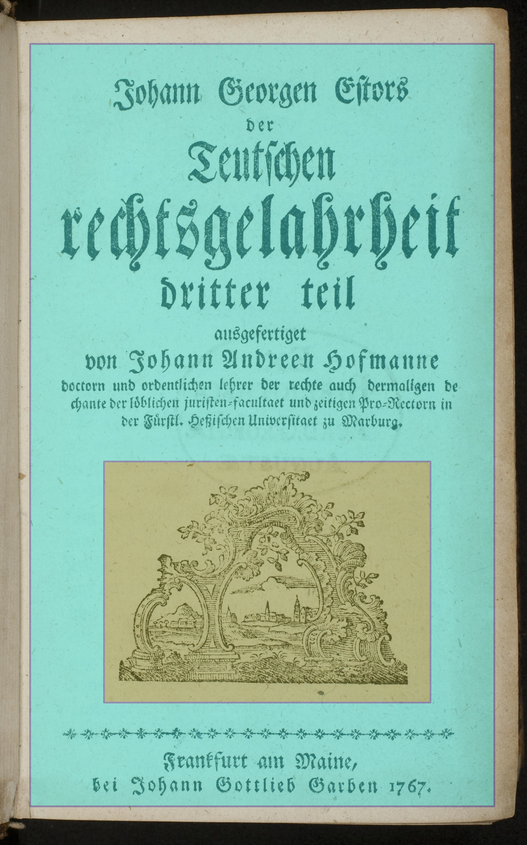 Johann Georgen Estors
der
Teutschen
rechtsgelahrheit
dritter teil
ausgefertiget
von Johann Andreen Hofmanne
doctorn und ordentlichen lehrer der rechte auch dermaligen de
chante der löblichen juristen-facultaet und zeitigen Pro-Rectorn in
der Fürstl. Heßischen Universitaet zu Marburg.
Frankfurt am Maine,
bei Johann Gottlieb Garben 1767.